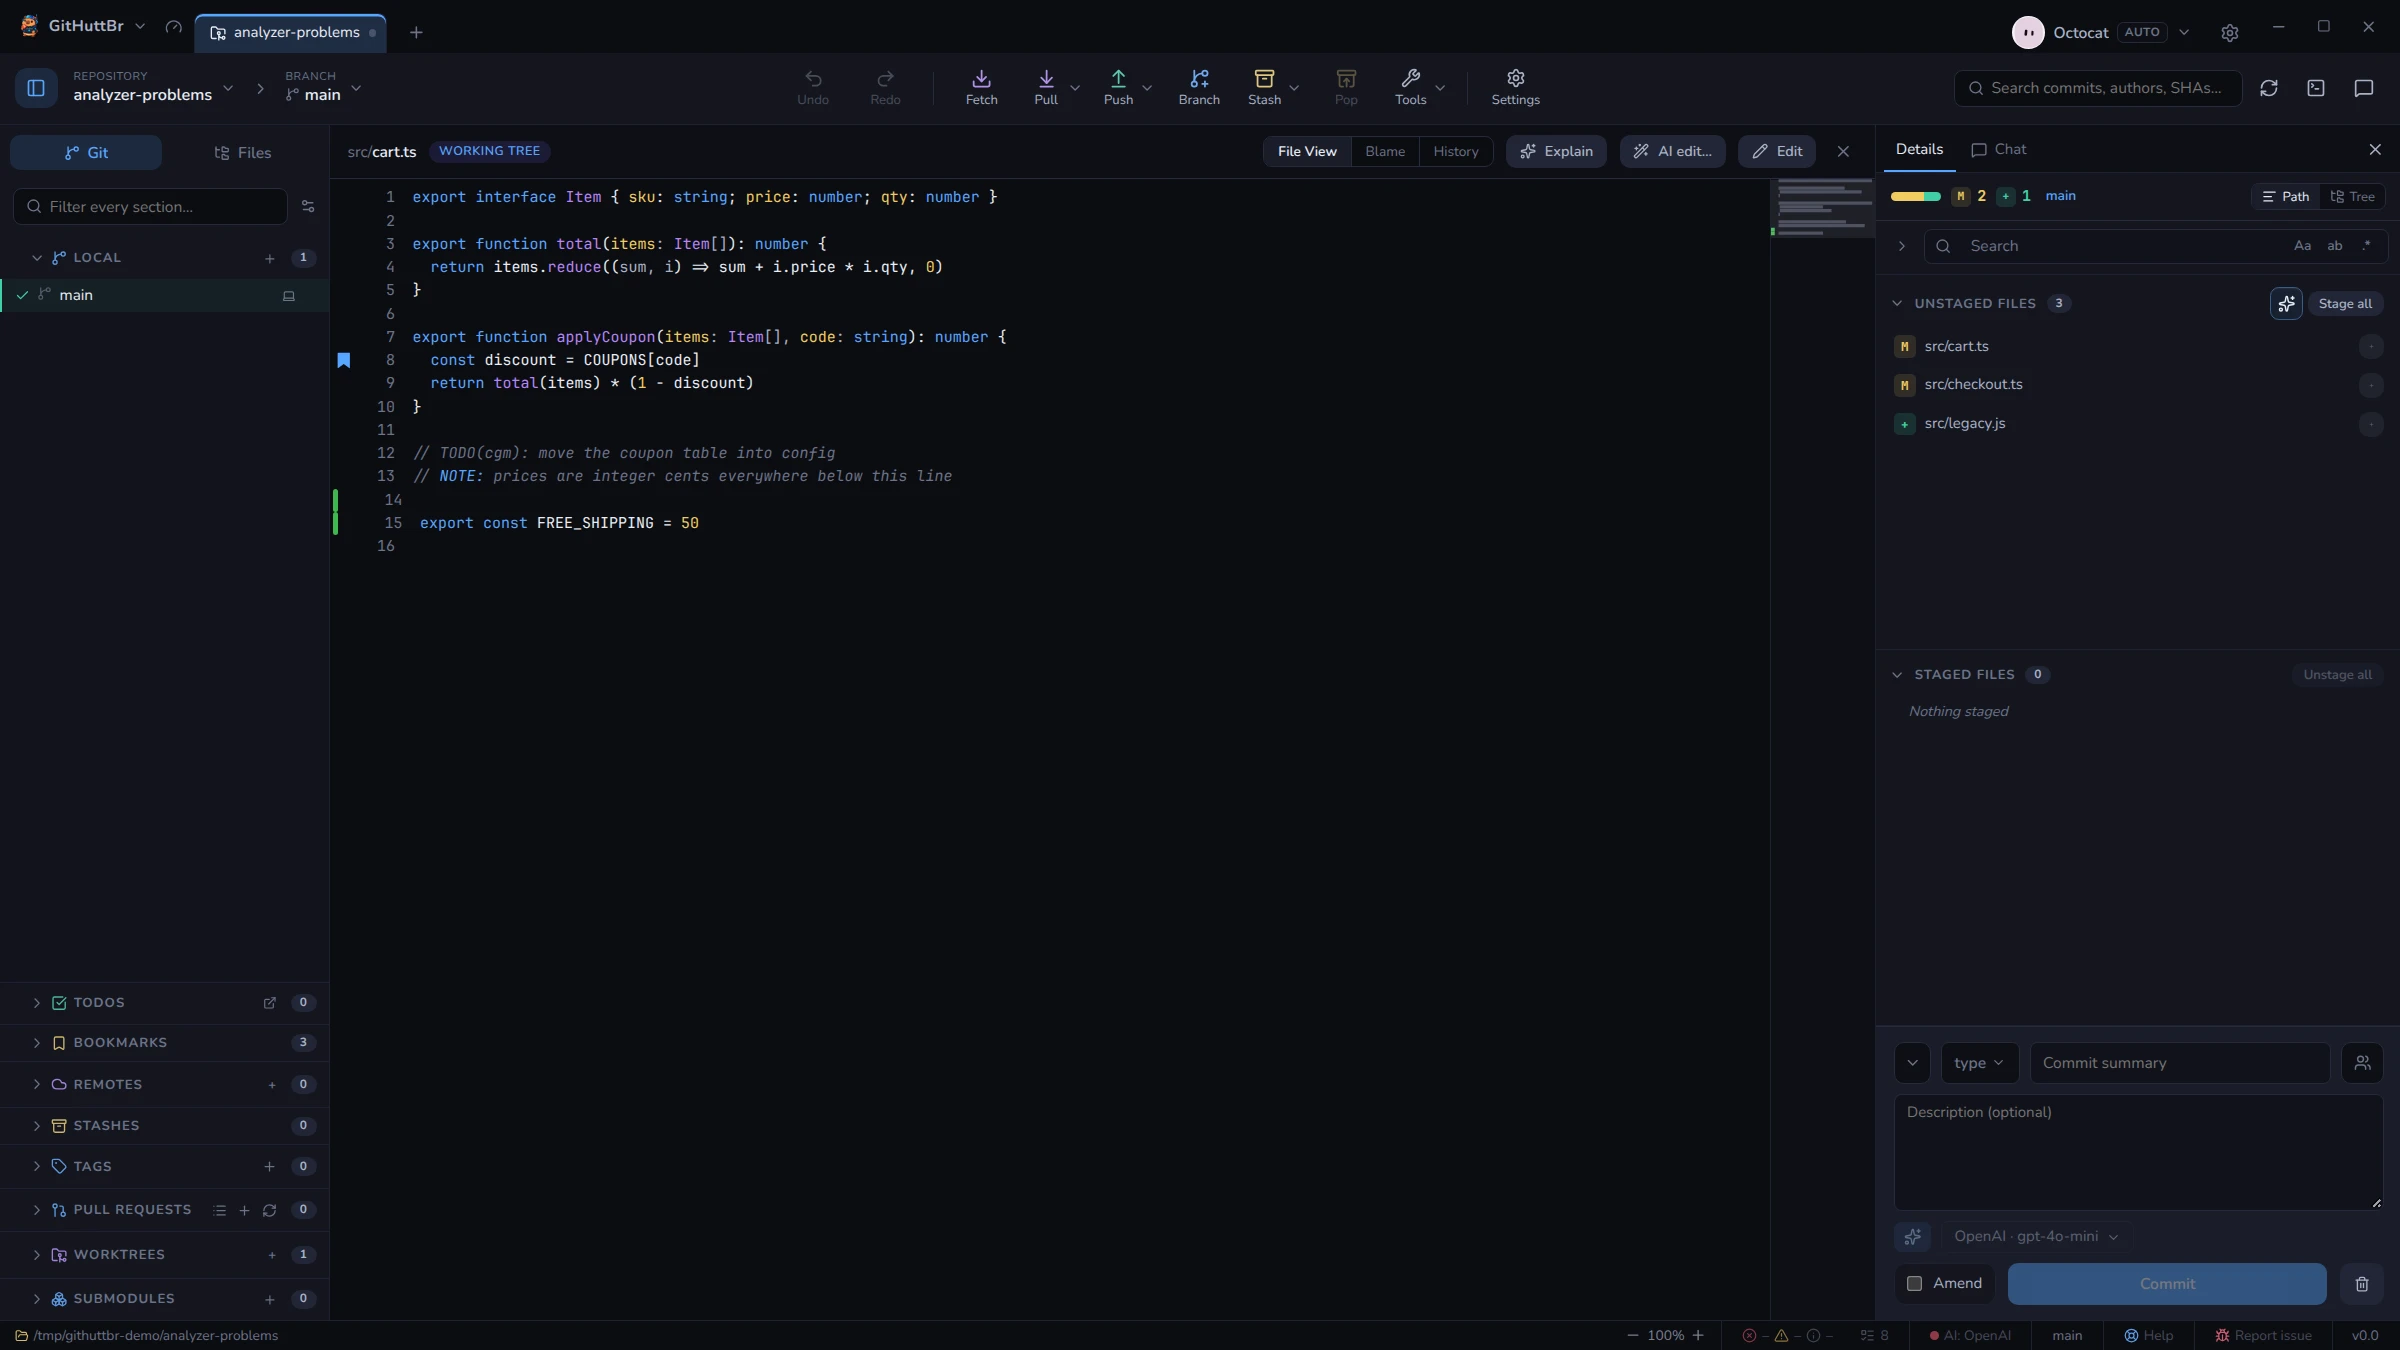 GitHuttBr
analyzer-problems
Octocat AUTO
REPOSITORY
analyzer-problems
BRANCH
main
Undo
Redo
Fetch
Pull
Push
Branch
Stash
Pop
Tools
Settings
Search commits, authors, SHAs...
Git
Files
Filter every section...
LOCAL 1
main
TODOS 0
BOOKMARKS 3
REMOTES 0
STASHES 0
TAGS 0
PULL REQUESTS 0
WORKTREES 1
SUBMODULES 0
src/cart.ts WORKING TREE
File View
Blame
History
Explain
AI edit...
Edit
1 export interface Item { sku: string; price: number; qty: number }
2
3 export function total(items: Item[]): number {
4 return items.reduce((sum, i) => sum + i.price * i.qty, 0)
5 }
6
7 export function applyCoupon(items: Item[], code: string): number {
8 const discount = COUPONS[code]
9 return total(items) * (1 - discount)
10 }
11
12 // TODO(cgm): move the coupon table into config
13 // NOTE: prices are integer cents everywhere below this line
14
15 export const FREE_SHIPPING = 50
16
Details
Chat
M 2 + 1 main
Path
Tree
Search Aa ab .*
UNSTAGED FILES 3
Stage all
M src/cart.ts
M src/checkout.ts
+ src/legacy.js
STAGED FILES 0
Unstage all
Nothing staged
type
Commit summary
Description (optional)
OpenAI · gpt-4o-mini
Amend
Commit
/tmp/githuttbr-demo/analyzer-problems
100%
– – –
8
AI: OpenAI
main
Help
Report issue
v0.0